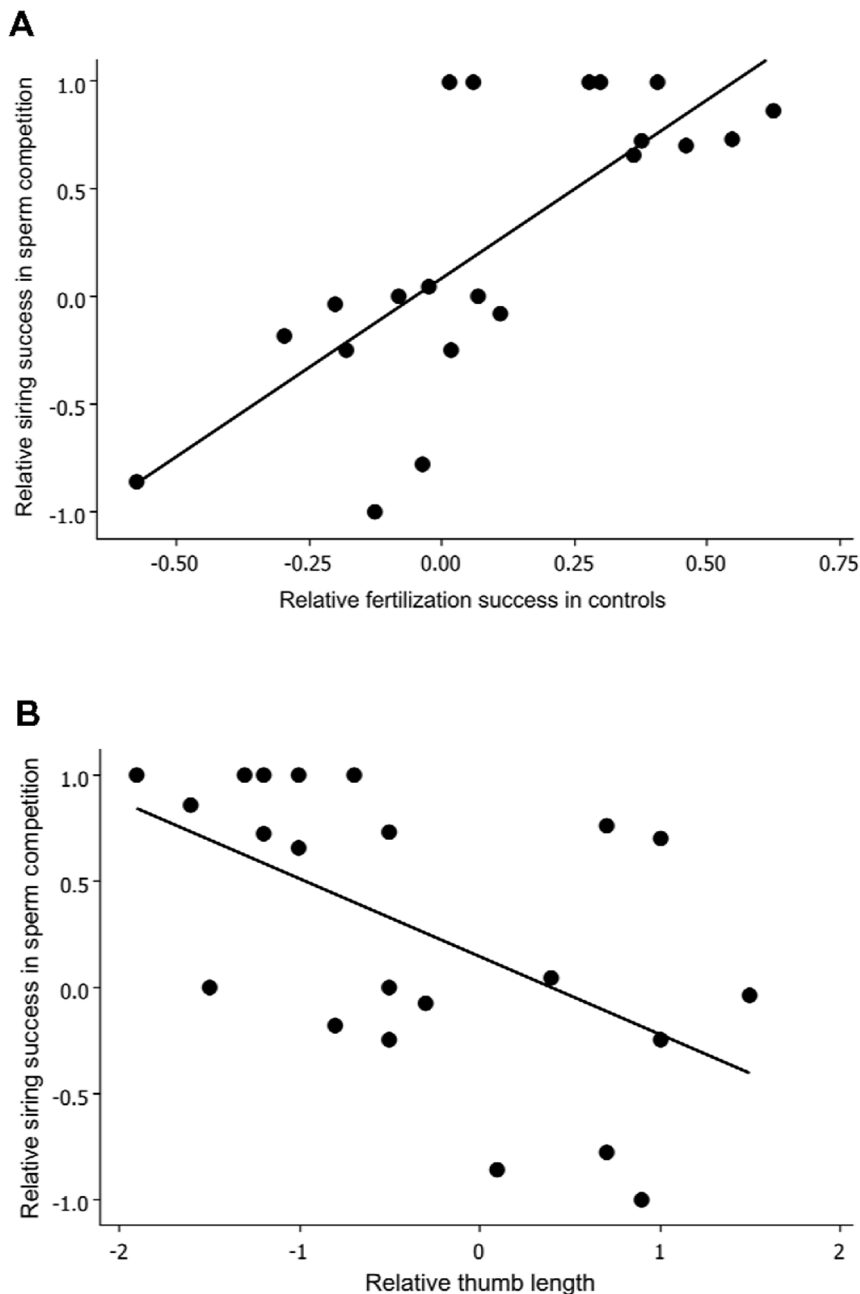 A
Relative siring success in sperm competition
1.0
0.5
0.0
-0.5
-1.0
-0.50 -0.25 0.00 0.25 0.50 0.75
Relative fertilization success in controls
B
Relative siring success in sperm competition
1.0
0.5
0.0
-0.5
-1.0
-2 -1 0 1 2
Relative thumb length